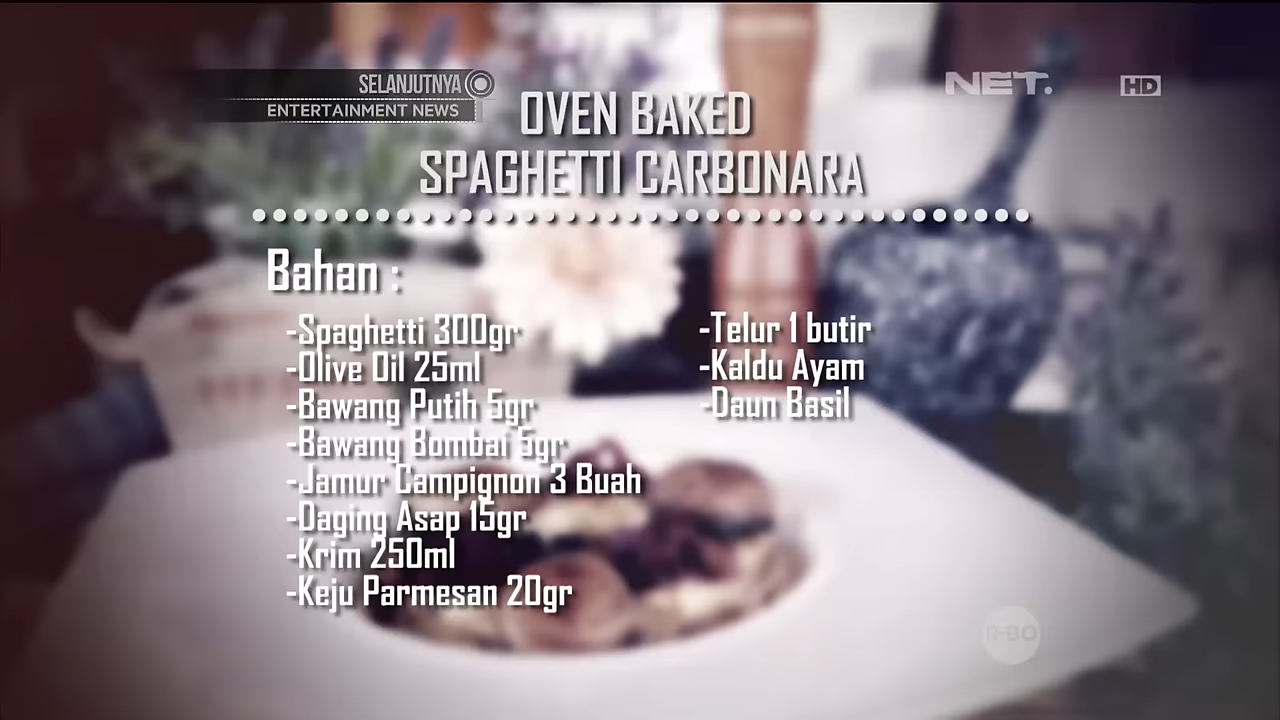 SELANJUTNYA
ENTERTAINMENT NEWS
NET.
HD
OVEN BAKED
SPAGHETTI CARBONARA
Bahan :
-Spaghetti 300gr
-Olive Oil 25ml
-Bawang Putih 5gr
-Bawang Bombai 5gr
-Jamur Campignon 3 Buah
-Daging Asap 15gr
-Krim 250ml
-Keju Parmesan 20gr
-Telur 1 butir
-Kaldu Ayam
-Daun Basil
R-BO